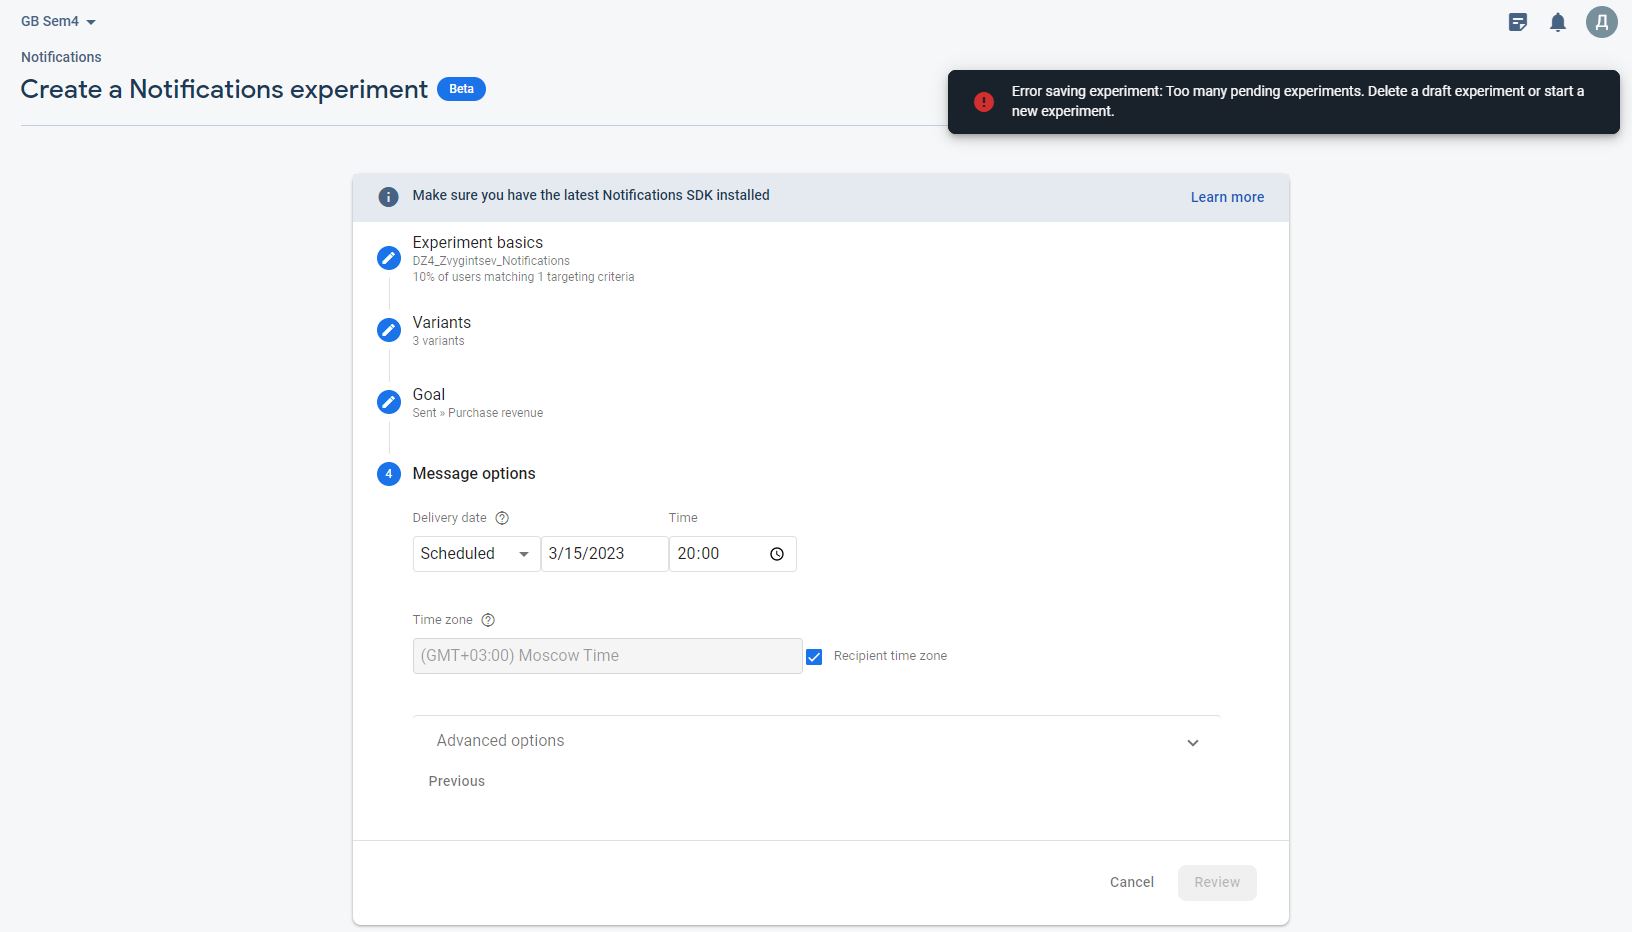 GB Sem4
Д
Notifications
Create a Notifications experiment
Beta
Error saving experiment: Too many pending experiments. Delete a draft experiment or start a
new experiment.
Make sure you have the latest Notifications SDK installed
Learn more
Experiment basics
DZ4_Zvygintsev_Notifications
10% of users matching 1 targeting criteria
Variants
3 variants
Goal
Sent » Purchase revenue
4
Message options
Delivery date
Time
Scheduled
3/15/2023
20:00
Time zone
(GMT+03:00) Moscow Time
Recipient time zone
Advanced options
Previous
Cancel
Review